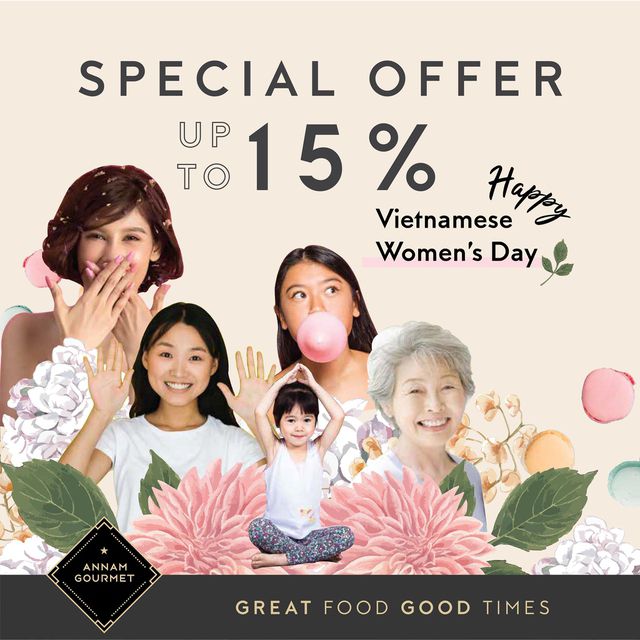 SPECIAL OFFER
UP
TO 15%
Happy
Vietnamese
Women's Day
ANNAM
GOURMET
GREAT FOOD GOOD TIMES